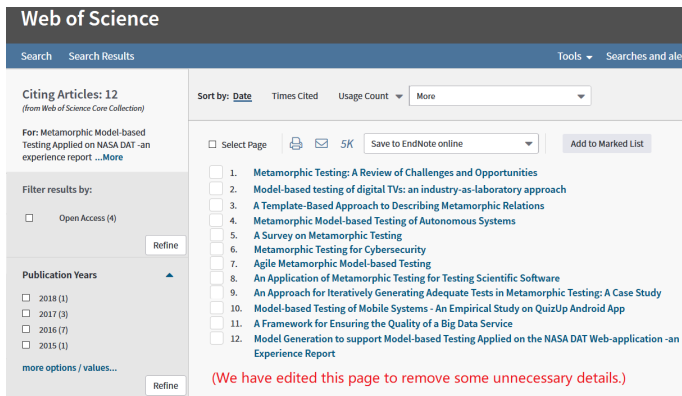 Web of Science
Search Search Results Tools Searches and ale
Citing Articles: 12
(from Web of Science Core Collection)
For: Metamorphic Model-based
Testing Applied on NASA DAT -an
experience report ...More
Filter results by:
Open Access (4)
Refine
Publication Years
2018 (1)
2017 (3)
2016 (7)
2015 (1)
more options / values...
Refine
Sort by: Date Times Cited Usage Count More
Select Page 5K Save to EndNote online Add to Marked List
1. Metamorphic Testing: A Review of Challenges and Opportunities
2. Model-based testing of digital TVs: an industry-as-laboratory approach
3. A Template-Based Approach to Describing Metamorphic Relations
4. Metamorphic Model-based Testing of Autonomous Systems
5. A Survey on Metamorphic Testing
6. Metamorphic Testing for Cybersecurity
7. Agile Metamorphic Model-based Testing
8. An Application of Metamorphic Testing for Testing Scientific Software
9. An Approach for Iteratively Generating Adequate Tests in Metamorphic Testing: A Case Study
10. Model-based Testing of Mobile Systems - An Empirical Study on QuizUp Android App
11. A Framework for Ensuring the Quality of a Big Data Service
12. Model Generation to support Model-based Testing Applied on the NASA DAT Web-application -an
Experience Report
(We have edited this page to remove some unnecessary details.)